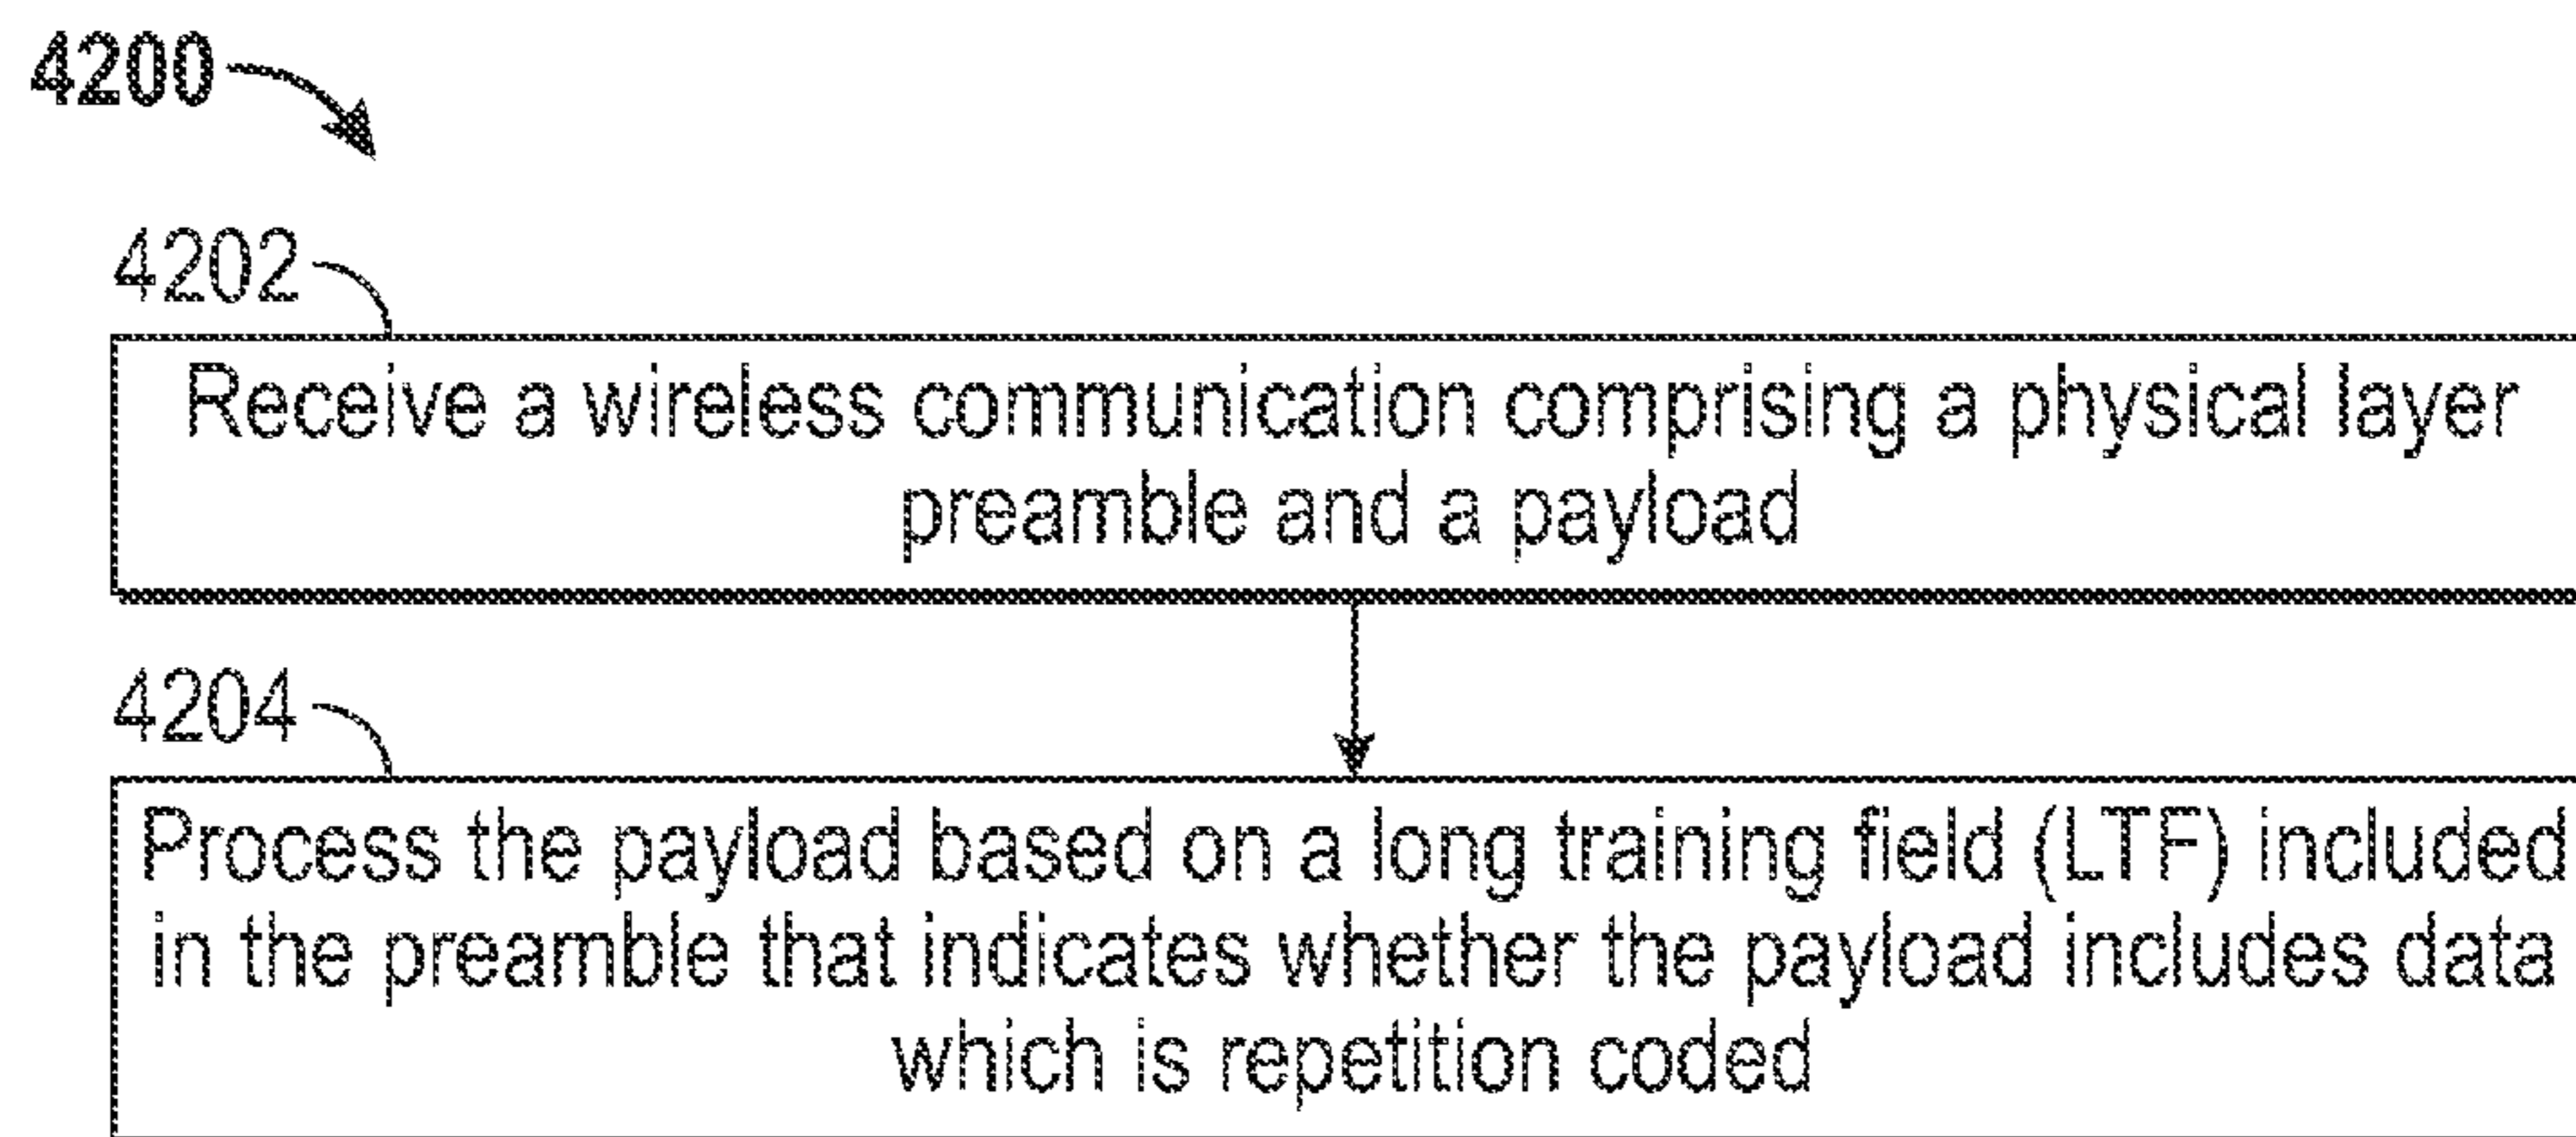 4200
4202
Receive a wireless communication comprising a physical layer
preamble and a payload
4204
Process the payload based on a long training field (LTF) included
in the preamble that indicates whether the payload includes data
which is repetition coded